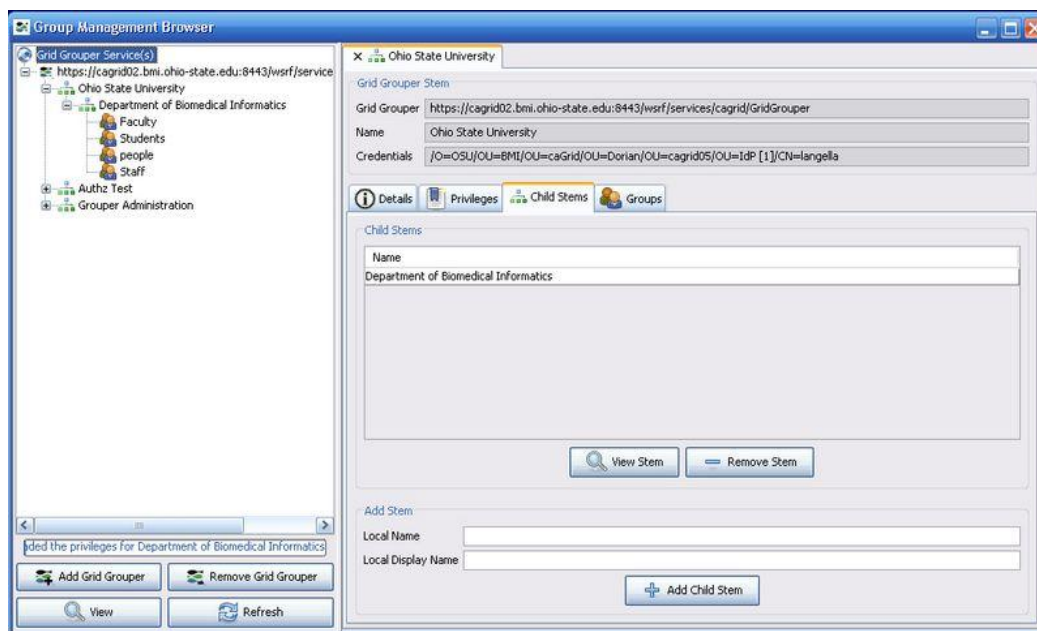 Group Management Browser
Grid Grouper Service(s)
https://cagrid02.bmi.ohio-state.edu:8443/wsrf/service
Ohio State University
Department of Biomedical Informatics
Faculty
Students
people
Staff
Authz Test
Grouper Administration
ded the privileges for Department of Biomedical Informatics
Add Grid Grouper
Remove Grid Grouper
View
Refresh
Ohio State University
Grid Grouper Stem
Grid Grouper https://cagrid02.bmi.ohio-state.edu:8443/wsrf/services/cagrid/GridGrouper
Name Ohio State University
Credentials /O=OSU/OU=BMI/OU=caGrid/OU=Dorian/OU=cagrid05/OU=IdP [1]/CN=langella
Details Privileges Child Stems Groups
Child Stems
Name
Department of Biomedical Informatics
View Stem Remove Stem
Add Stem
Local Name
Local Display Name
Add Child Stem